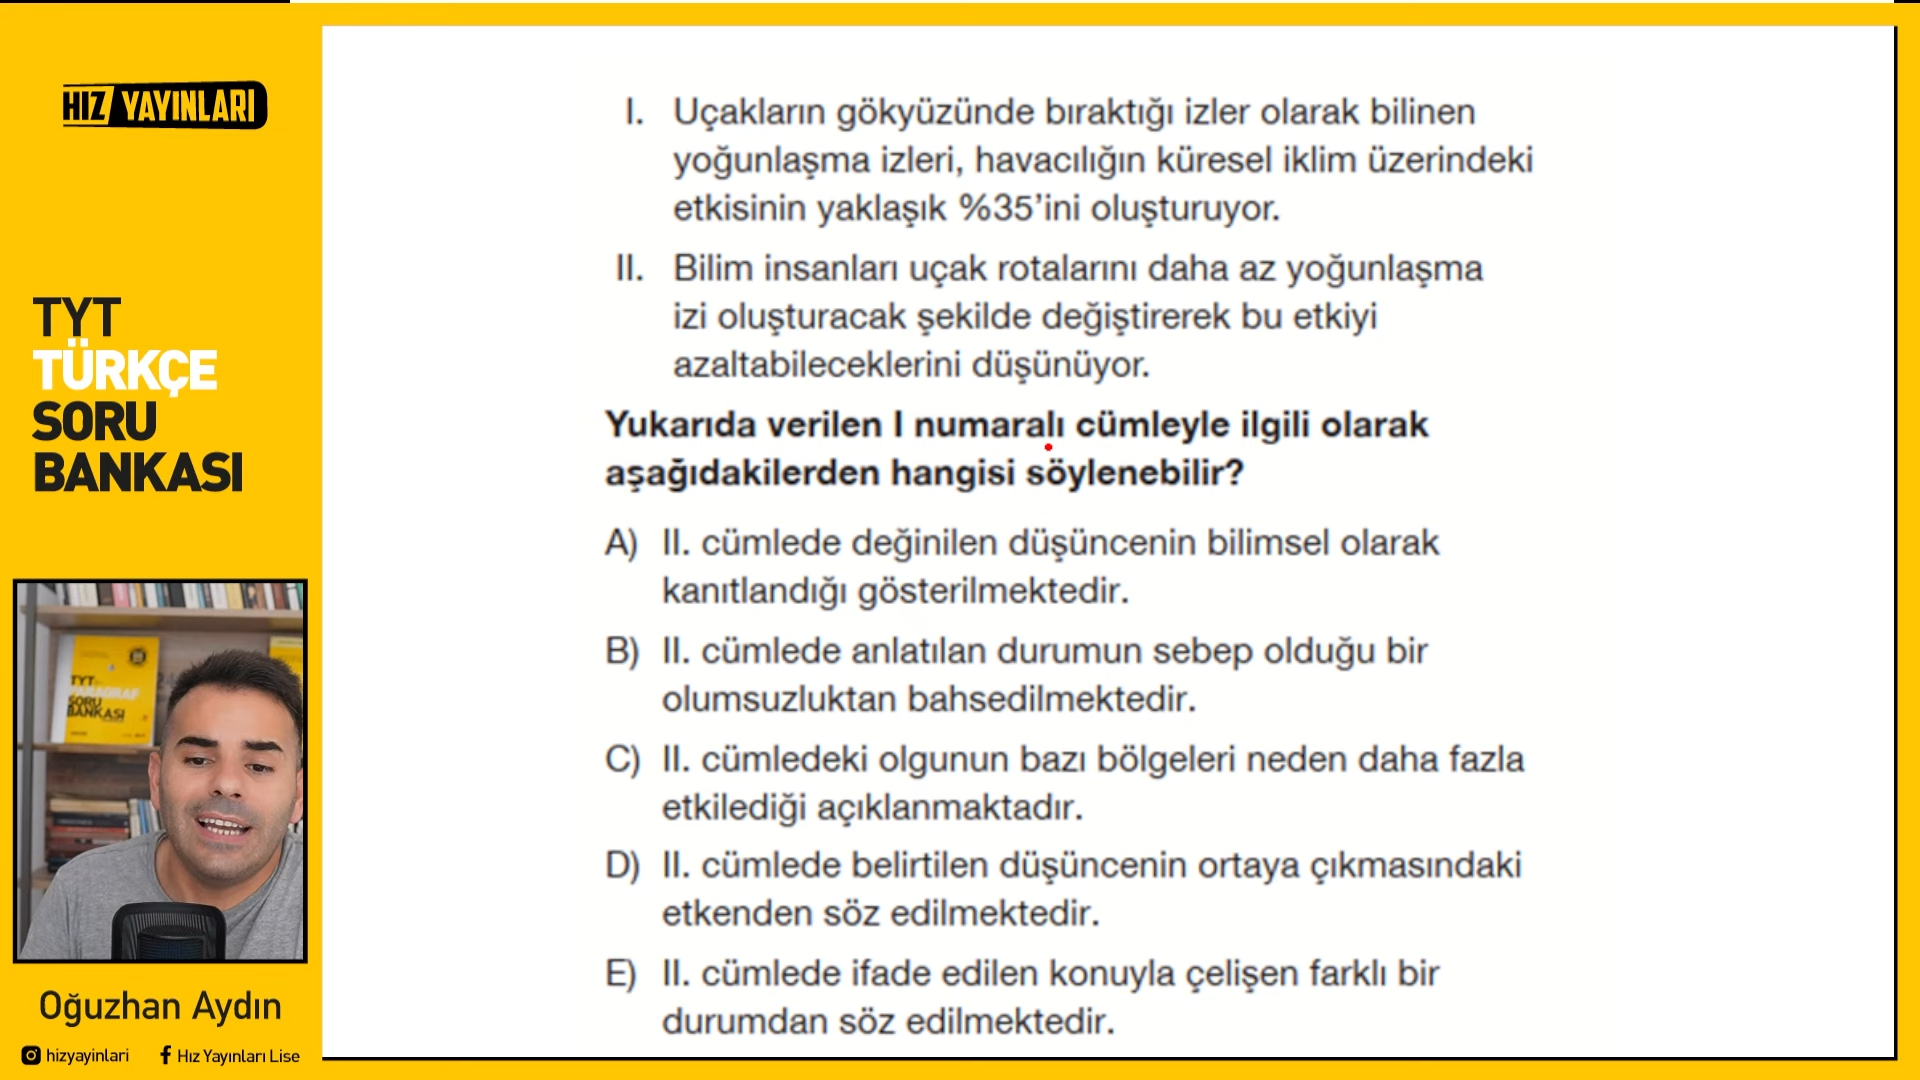 HIZ YAYINLARI
TYT
TÜRKÇE
SORU
BANKASI
TYT
PARAGRAF
SORU
BANKASI
Oğuzhan Aydın
hizyayinlari
Hız Yayınları Lise
I. Uçakların gökyüzünde bıraktığı izler olarak bilinen
yoğunlaşma izleri, havacılığın küresel iklim üzerindeki
etkisinin yaklaşık %35'ini oluşturuyor.
II. Bilim insanları uçak rotalarını daha az yoğunlaşma
izi oluşturacak şekilde değiştirerek bu etkiyi
azaltabileceklerini düşünüyor.
Yukarıda verilen I numaralı cümleyle ilgili olarak
aşağıdakilerden hangisi söylenebilir?
A) II. cümlede değinilen düşüncenin bilimsel olarak
kanıtlandığı gösterilmektedir.
B) II. cümlede anlatılan durumun sebep olduğu bir
olumsuzluktan bahsedilmektedir.
C) II. cümledeki olgunun bazı bölgeleri neden daha fazla
etkilediği açıklanmaktadır.
D) II. cümlede belirtilen düşüncenin ortaya çıkmasındaki
etkenden söz edilmektedir.
E) II. cümlede ifade edilen konuyla çelişen farklı bir
durumdan söz edilmektedir.